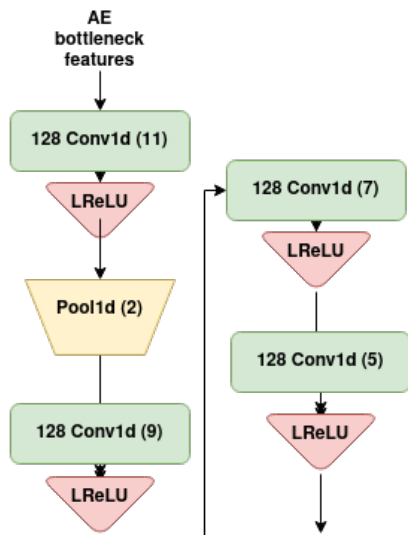 AE
bottleneck
features
128 Conv1d (11)
LReLU
Pool1d (2)
128 Conv1d (9)
LReLU
128 Conv1d (7)
LReLU
128 Conv1d (5)
LReLU